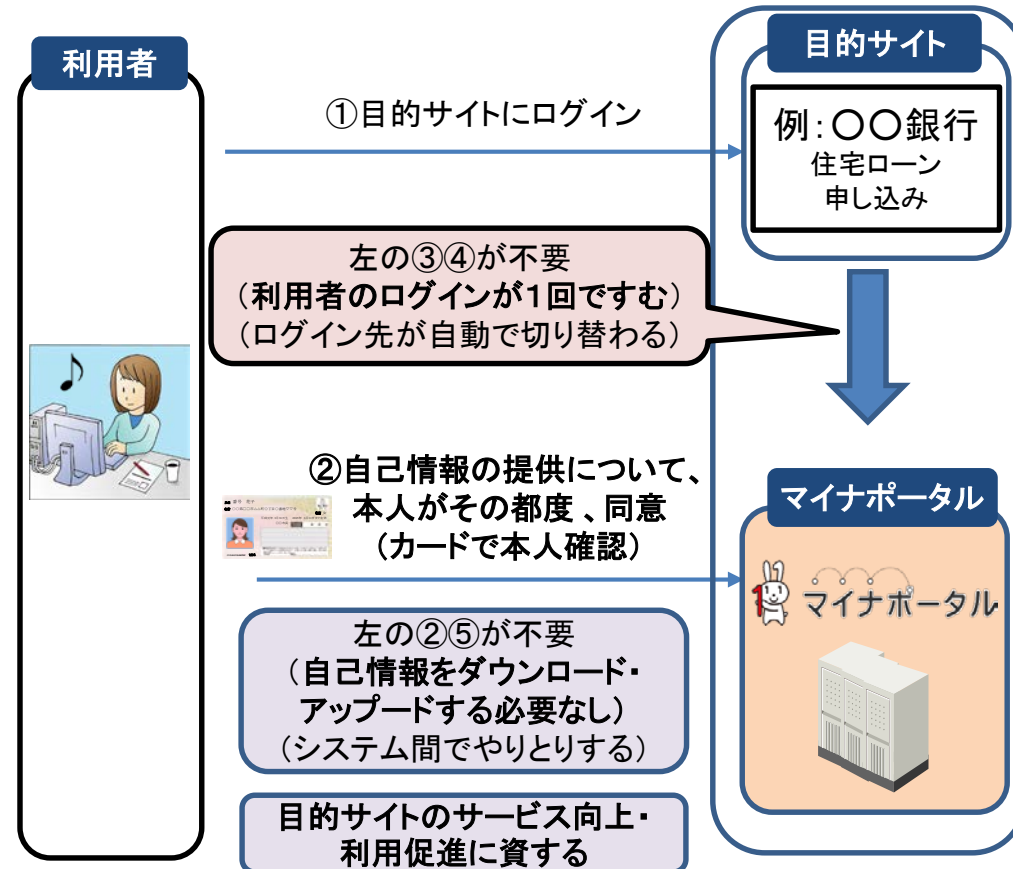 利用者
目的サイト
①目的サイトにログイン
例:〇〇銀行
住宅ローン
申し込み
左の③④が不要
(利用者のログインが1回ですむ)
(ログイン先が自動で切り替わる)
②自己情報の提供について、
本人がその都度、同意
(カードで本人確認)
マイナポータル
マイナポータル
左の②⑤が不要
(自己情報をダウンロード・
アップードする必要なし)
(システム間でやりとりする)
目的サイトのサービス向上・
利用促進に資する